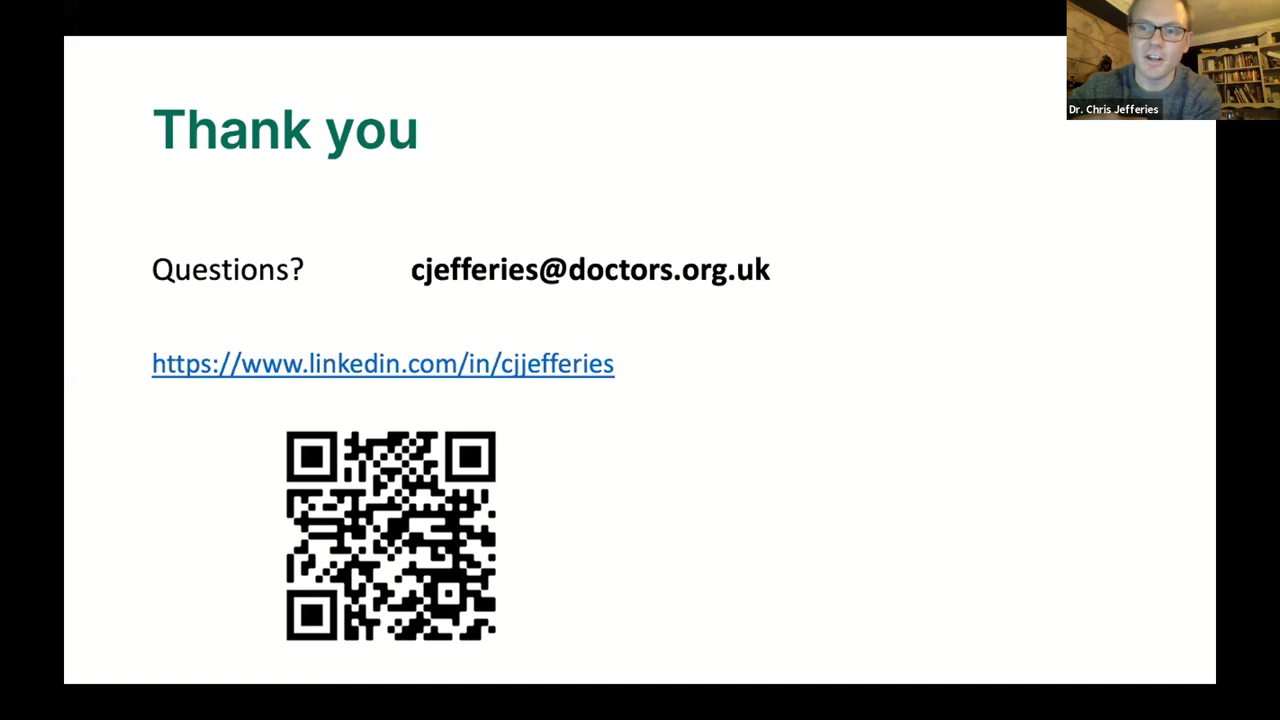 Thank you
Dr. Chris Jefferies
Questions? cjefferies@doctors.org.uk
https://www.linkedin.com/in/cjjefferies